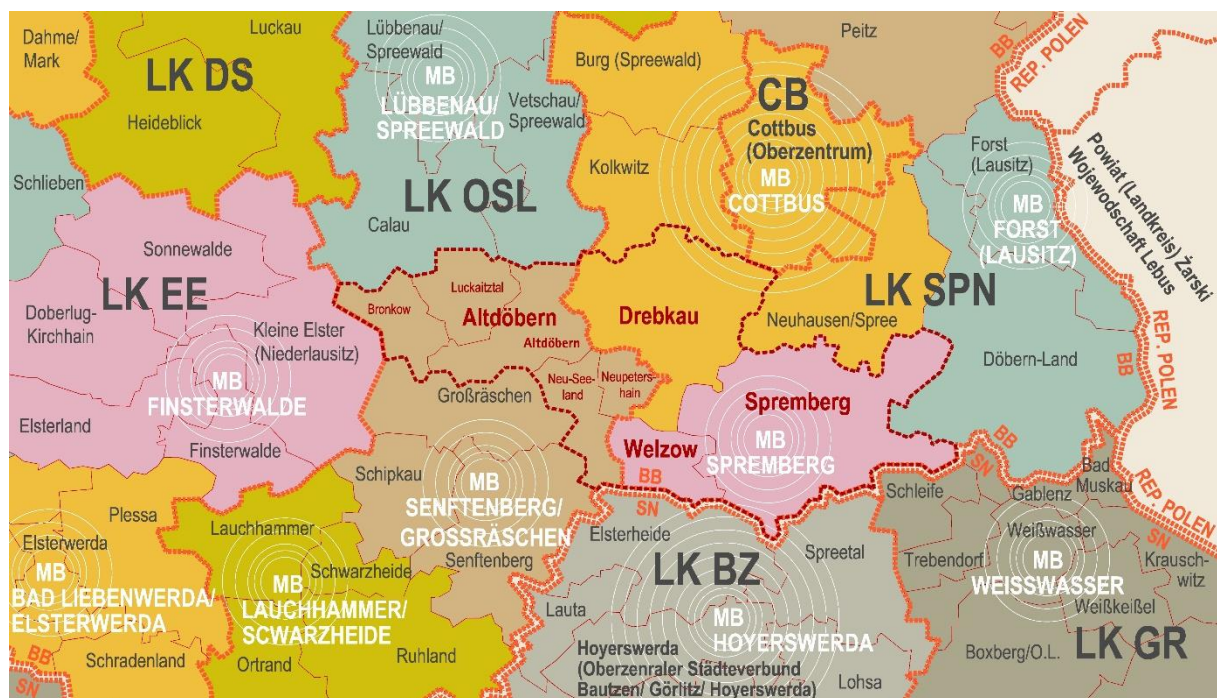 Dahme/
Mark
Luckau
LK DS
Heideblick
Lübbenau/
Spreewald
MB
LÜBBENAU/
SPREEWALD
Vetschau/
Spreewald
Burg (Spreewald)
Kolkwitz
CB
Cottbus
(Oberzentrum)
MB
COTTBUS
Peitz
BB
REP. POLEN
Forst
(Lausitz)
MB
FORST
(LAUSITZ)
Powiat (Landkreis) Żarski
Wojewodschaft Lebus
Schlieben
LK OSL
Calau
Sonnewalde
LK EE
Doberlug-
Kirchhain
Kleine Elster
(Niederlausitz)
MB
FINSTERWALDE
Elsterland
Finsterwalde
Bronkow
Luckaitztal
Altdöbern
Altdöbern
Drebkau
LK SPN
Neuhausen/Spree
Döbern-Land
BB
REP. POLEN
Großräschen
Neu-See-
land
Neupeters-
hain
Welzow
Spremberg
MB
SPREMBERG
BB
SN
BB
SN
Schipkau
MB
SENFTENBERG/
GROSSRÄSCHEN
Senftenberg
Plessa
Elsterwerda
MB
BAD LIEBENWERDA/
ELSTERWERDA
Schradenland
BB
SN
Lauchhammer
Schwarzheide
MB
LAUCHHAMMER/
SCWARZHEIDE
Ortrand
Ruhland
Elsterheide
LK BZ
Spreetal
Lauta
MB
HOYERSWERDA
Hoyerswerda
(Oberzenraler Städteverbund
Bautzen/ Görlitz/ Hoyerswerda)
Lohsa
Schleife
Gablenz
Bad
Muskau
REP. POLEN
SN
Weißwasser
Trebendorf
MB
WEISSWASSER
Krausch-
witz
Weißkeißel
Boxberg/O.L.
LK GR